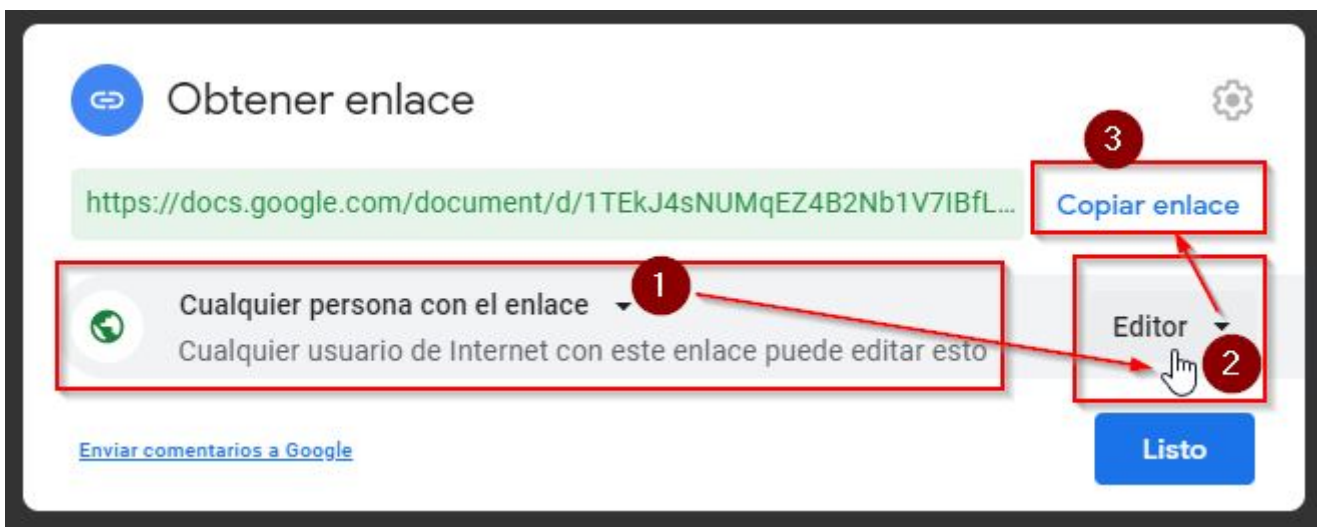 Obtener enlace
3
https://docs.google.com/document/d/1TEkJ4sNUMqEZ4B2Nb1V7IBfL... Copiar enlace
Cualquier persona con el enlace 1
Cualquier usuario de Internet con este enlace puede editar esto
Editor
2
Enviar comentarios a Google
Listo